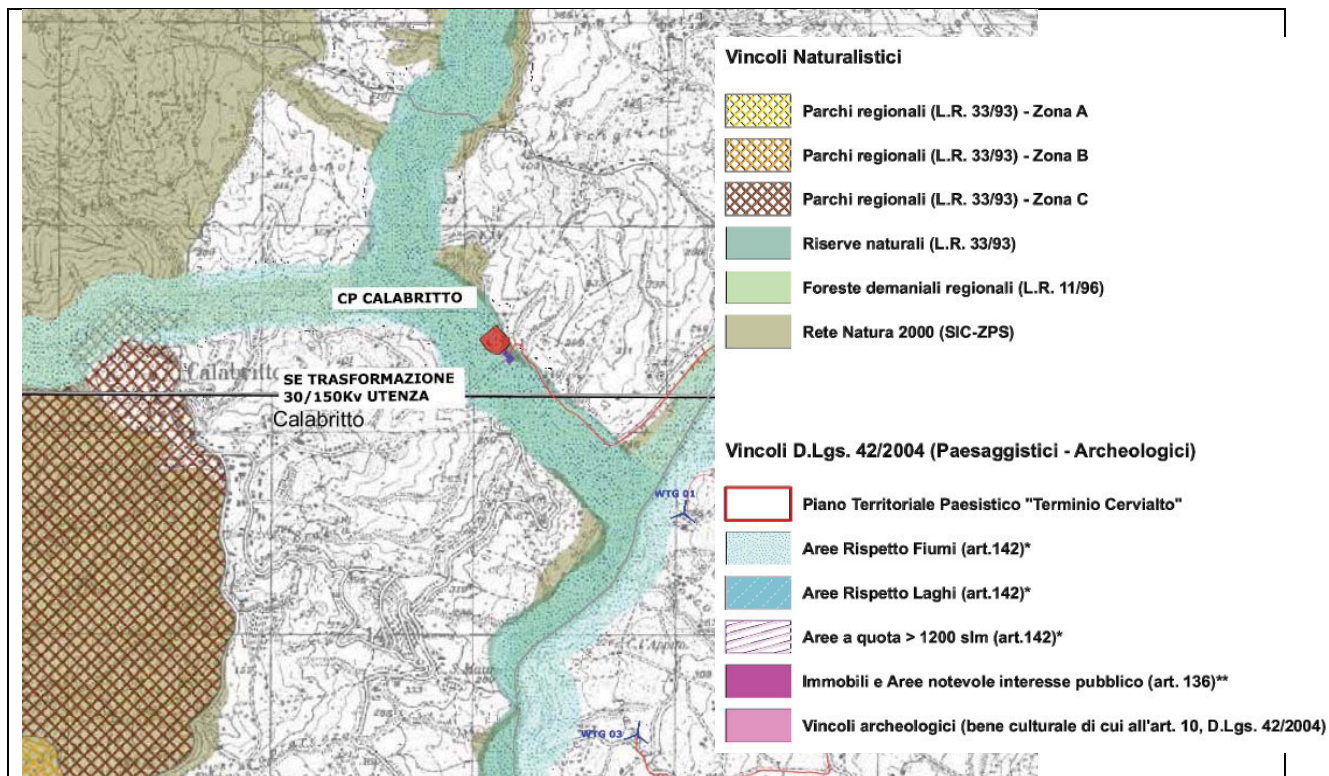 Vincoli Naturalistici
Parchi regionali (L.R. 33/93) - Zona A
Parchi regionali (L.R. 33/93) - Zona B
Parchi regionali (L.R. 33/93) - Zona C
Riserve naturali (L.R. 33/93)
Foreste demaniali regionali (L.R. 11/96)
Rete Natura 2000 (SIC-ZPS)
CP CALABRITTO
Calabritto
SE TRASFORMAZIONE
30/150Kv UTENZA
Calabritto
WTG 01
WTG 03
Vincoli D.Lgs. 42/2004 (Paesaggistici - Archeologici)
Piano Territoriale Paesistico "Terminio Cervialto"
Aree Rispetto Fiumi (art.142)*
Aree Rispetto Laghi (art.142)*
Aree a quota > 1200 slm (art.142)*
Immobili e Aree notevole interesse pubblico (art. 136)**
Vincoli archeologici (bene culturale di cui all'art. 10, D.Lgs. 42/2004)